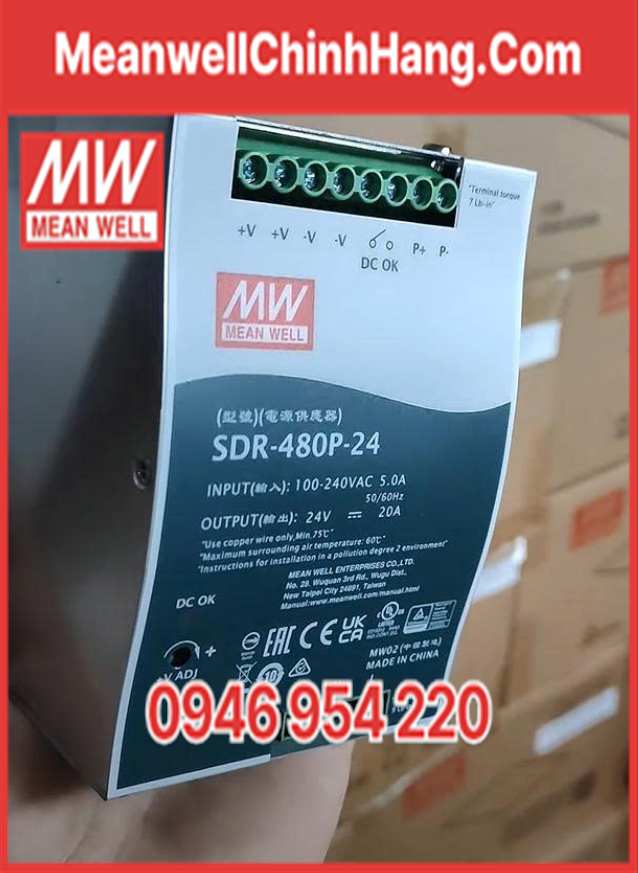 MeanwellChinhHang.Com
MW
MEAN WELL
"Terminal torque
7 Lb-in"
+V +V -V -V P+ P-
DC OK
MW
MEAN WELL
(型號)(電源供應器)
SDR-480P-24
INPUT(輸入): 100-240VAC 5.0A
50/60Hz
OUTPUT(輸出): 24V ⎓ 20A
"Use copper wire only,Min.75℃"
"Maximum surrounding air temperature: 60℃"
"Instructions for installation in a pollution degree 2 environment"
MEAN WELL ENTERPRISES CO.,LTD.
No. 28, Wuquan 3rd Rd., Wugu Dist.,
New Taipei City 24891, Taiwan
Manual:www.meanwell.com/manual.html
DC OK
+V ADJ
EAC CE UK
CA
UL
LISTED
10
MW02 (中國製造)
MADE IN CHINA
0946 954 220